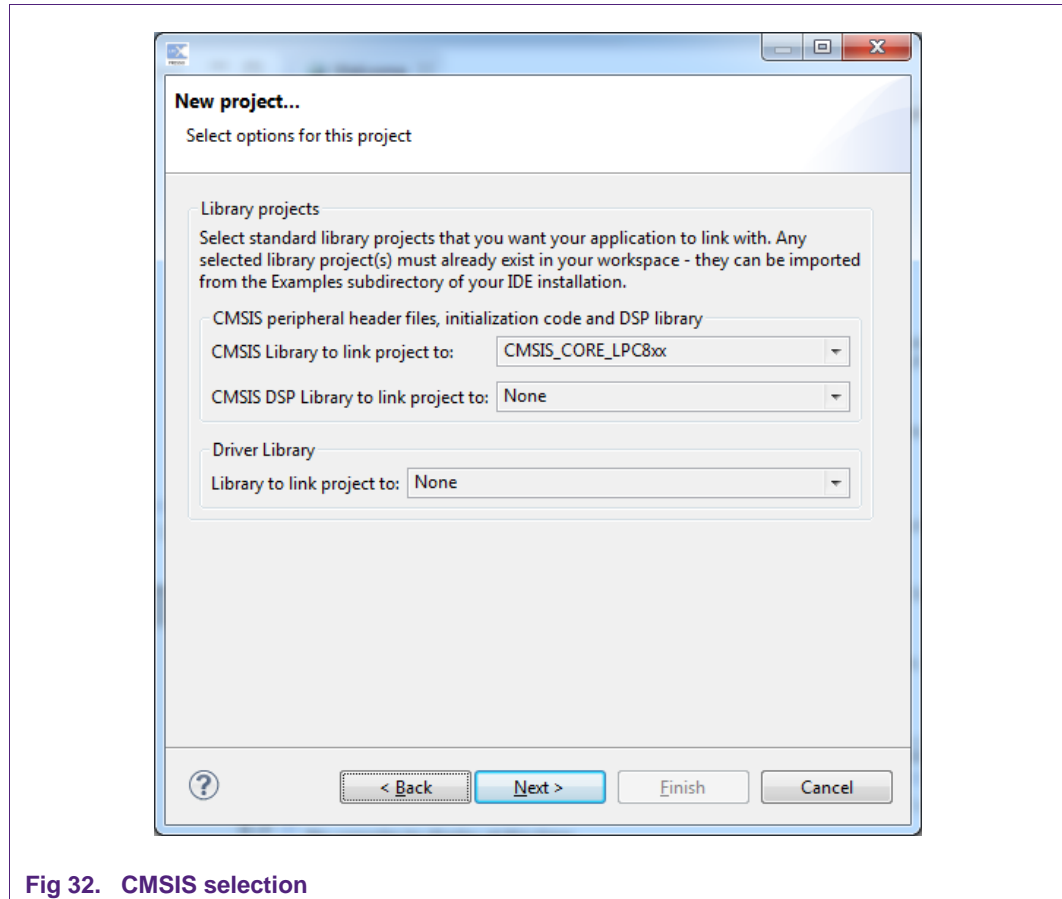 New project...
Select options for this project
Library projects
Select standard library projects that you want your application to link with. Any
selected library project(s) must already exist in your workspace - they can be imported
from the Examples subdirectory of your IDE installation.
CMSIS peripheral header files, initialization code and DSP library
CMSIS Library to link project to: CMSIS_CORE_LPC8xx
CMSIS DSP Library to link project to: None
Driver Library
Library to link project to: None
? < Back Next > Finish Cancel
Fig 32. CMSIS selection